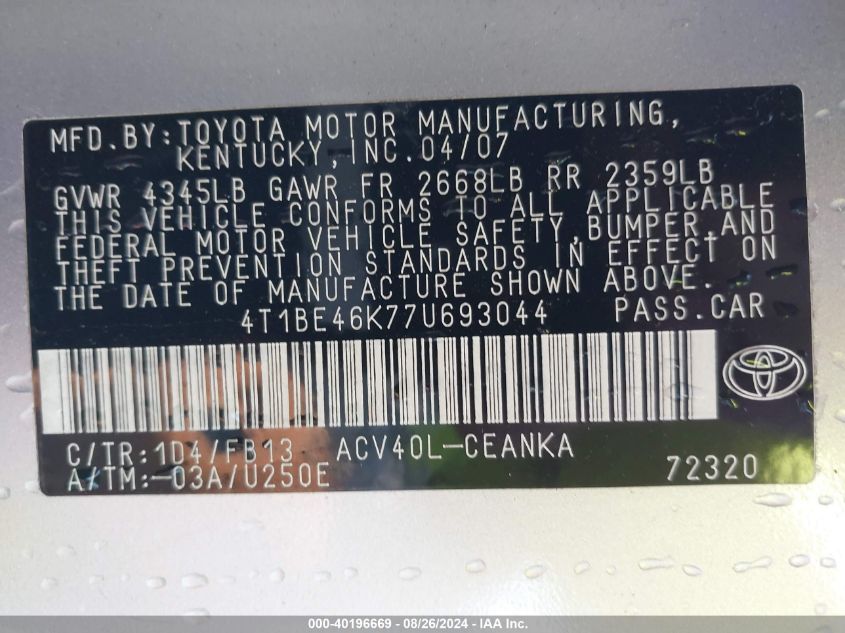 MFD.BY:TOYOTA MOTOR MANUFACTURING,
KENTUCKY,INC.04/07
GVWR 4345LB GAWR FR 2668LB RR 2359LB
THIS VEHICLE CONFORMS TO ALL APPLICABLE
FEDERAL MOTOR VEHICLE SAFETY,BUMPER,AND
THEFT PREVENTION STANDARDS IN EFFECT ON
THE DATE OF MANUFACTURE SHOWN ABOVE.
4T1BE46K77U693044 PASS.CAR
C/TR:1D4/FB13 ACV40L-CEANKA
A/TM:-03A/U250E 72320
000-40196669 - 08/26/2024 - IAA Inc.